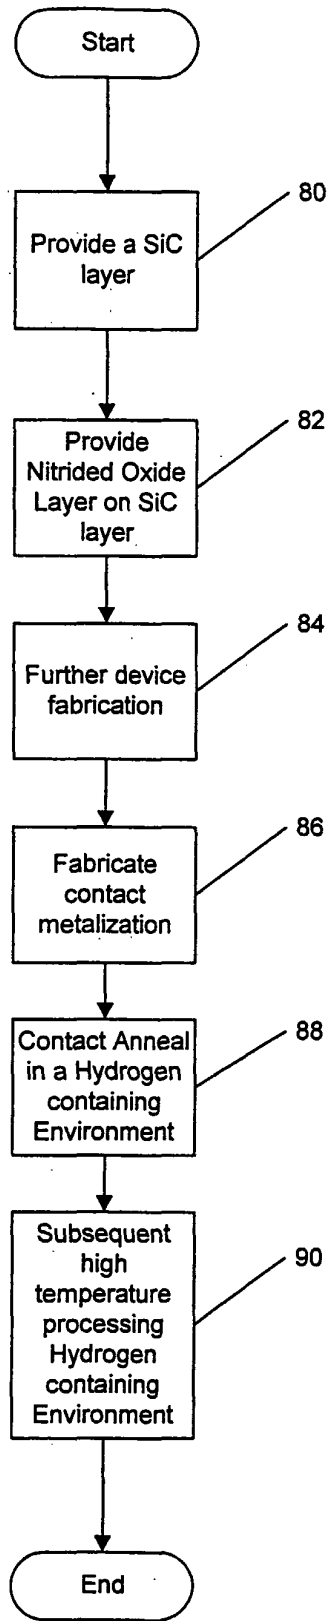 Start
80
Provide a SiC
layer
82
Provide
Nitrided Oxide
Layer on SiC
layer
84
Further device
fabrication
86
Fabricate
contact
metalization
88
Contact Anneal
in a Hydrogen
containing
Environment
90
Subsequent
high
temperature
processing
Hydrogen
containing
Environment
End